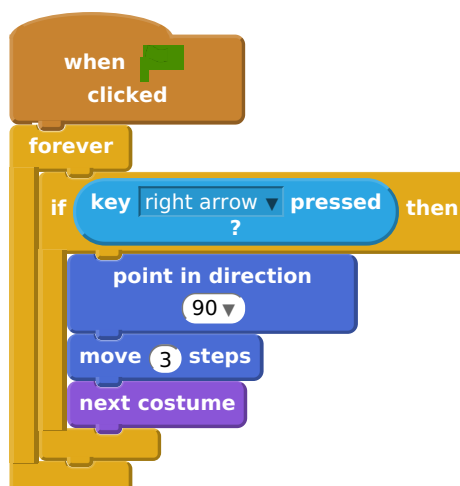 when
clicked
forever
if key right arrow pressed then
?
point in direction
90
move 3 steps
next costume